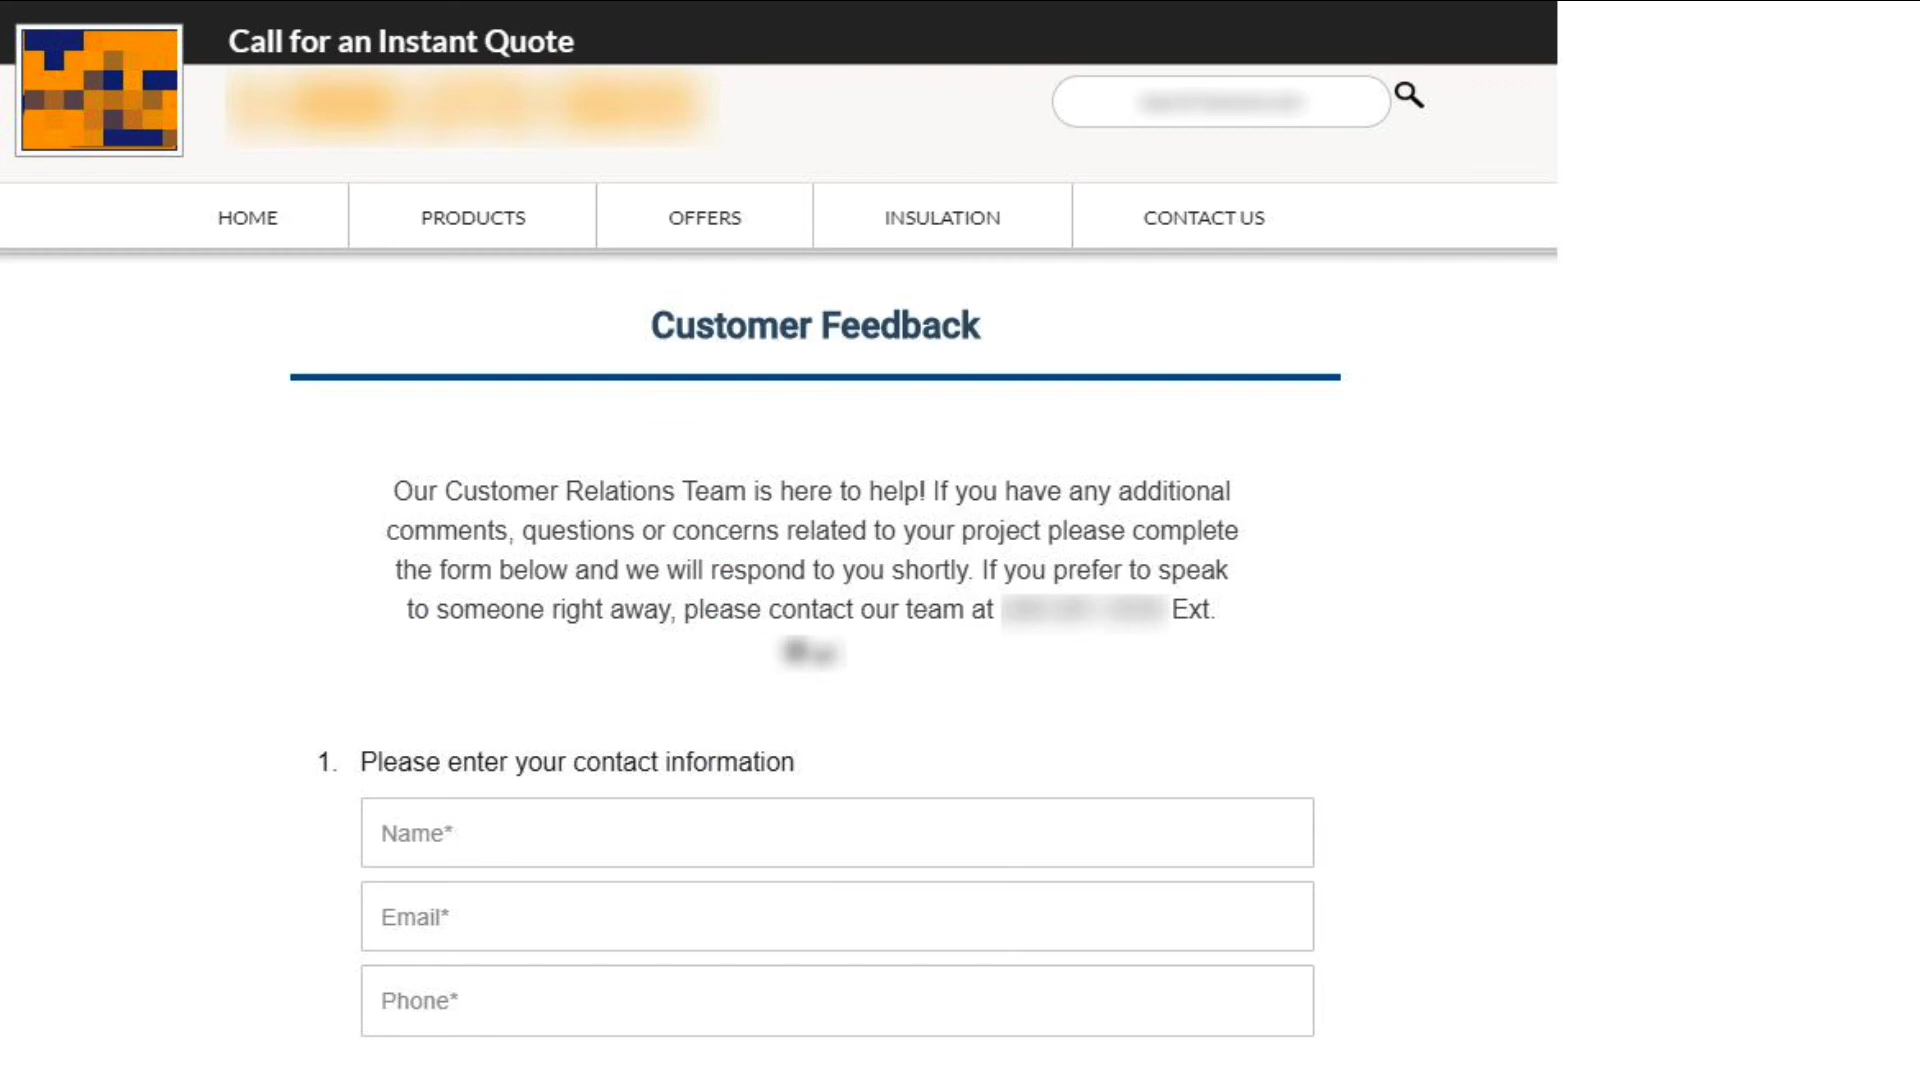 Call for an Instant Quote
HOME PRODUCTS OFFERS INSULATION CONTACT US
Customer Feedback
Our Customer Relations Team is here to help! If you have any additional
comments, questions or concerns related to your project please complete
the form below and we will respond to you shortly. If you prefer to speak
to someone right away, please contact our team at Ext.
1. Please enter your contact information
Name*
Email*
Phone*